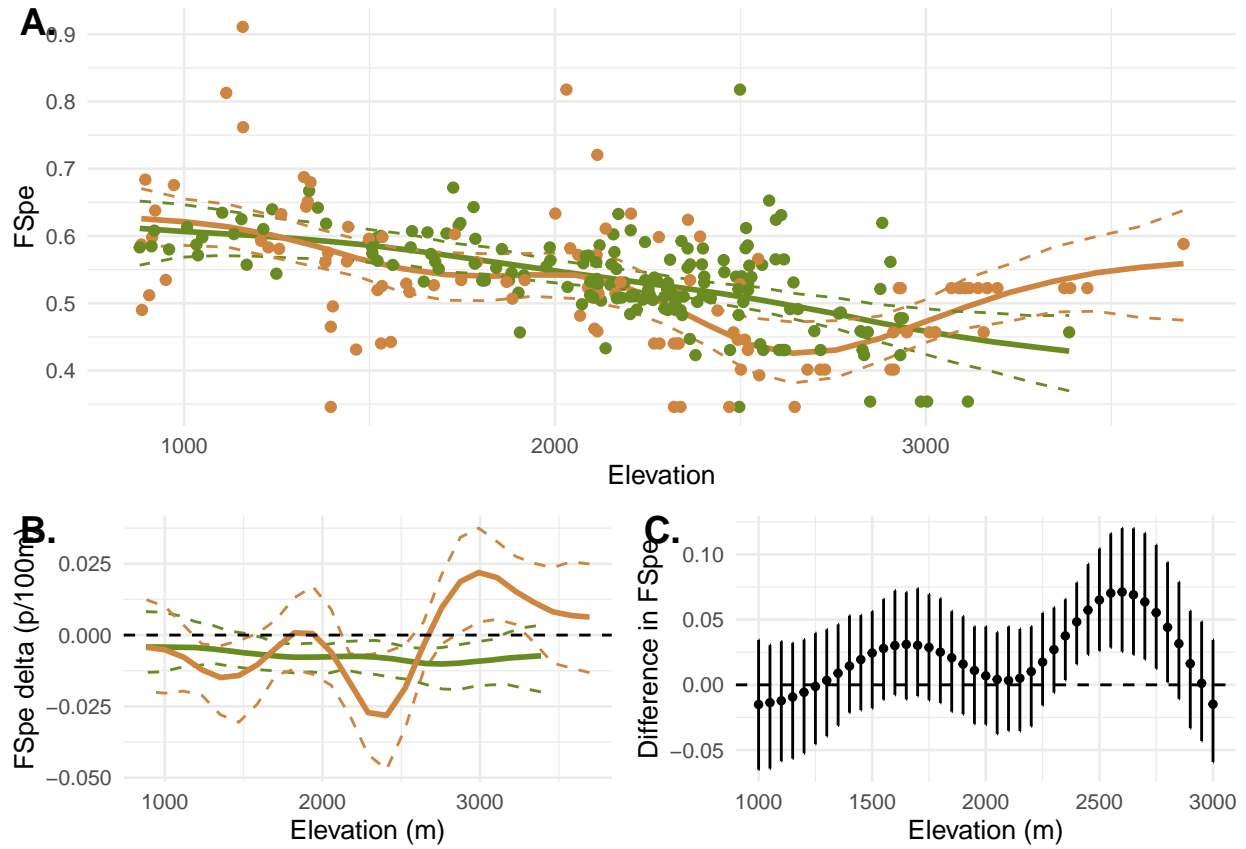 A.
0.9
0.8
0.7
0.6
0.5
0.4
FSpe
1000
2000
3000
Elevation
B.
0.025
0.000
−0.025
−0.050
FSpe delta (p/100m)
1000
2000
3000
Elevation (m)
C.
0.10
0.05
0.00
−0.05
Difference in FSpe
1000
1500
2000
2500
3000
Elevation (m)